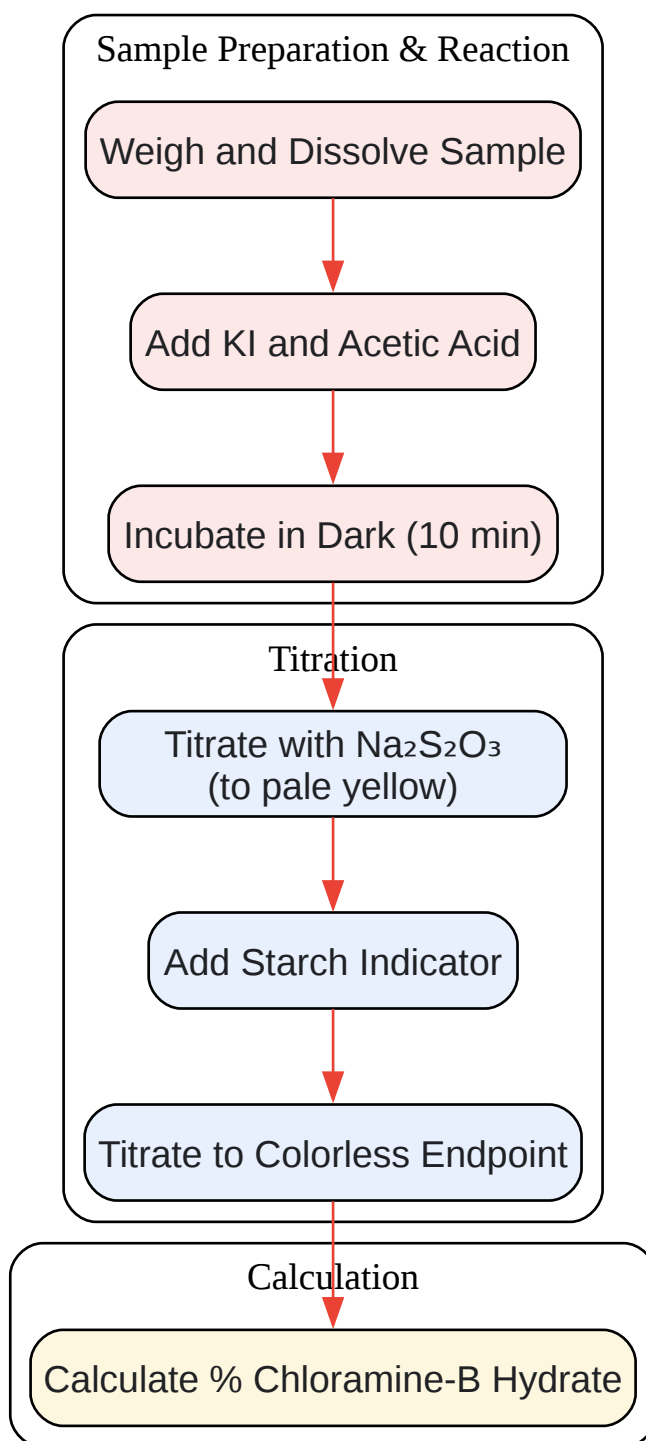 Sample Preparation & Reaction
Weigh and Dissolve Sample
Add KI and Acetic Acid
Incubate in Dark (10 min)
Titration
Titrate with Na₂S₂O₃
(to pale yellow)
Add Starch Indicator
Titrate to Colorless Endpoint
Calculation
Calculate % Chloramine-B Hydrate